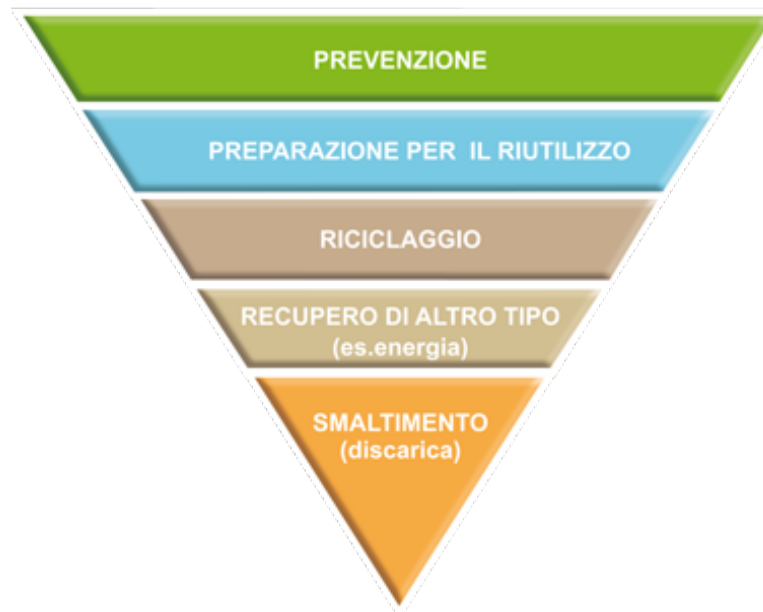 PREVENZIONE
PREPARAZIONE PER IL RIUTILIZZO
RICICLAGGIO
RECUPERO DI ALTRO TIPO
(es.energia)
SMALTIMENTO
(discarica)